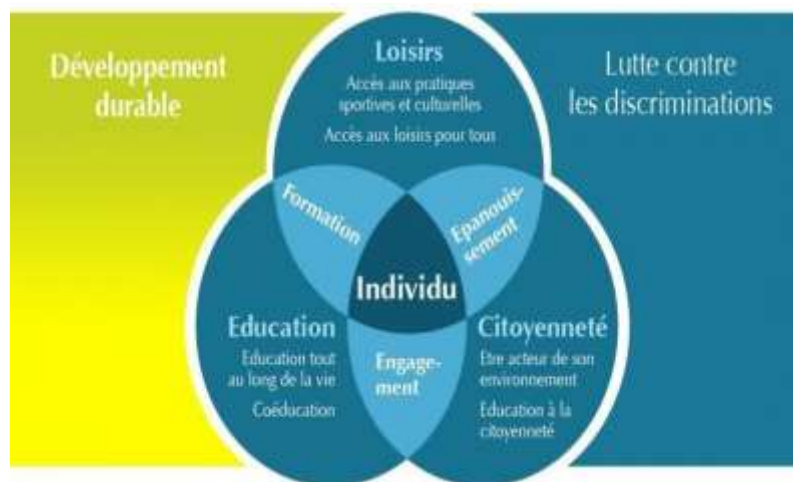 Développement
durable
Loisirs
Accès aux pratiques
sportives et culturelles
Accès aux loisirs pour tous
Lutte contre
les discriminations
Formation
Epanouis-
sement
Individu
Education
Education tout
au long de la vie
Coéducation
Engage-
ment
Citoyenneté
Etre acteur de son
environnement
Education à la
citoyenneté